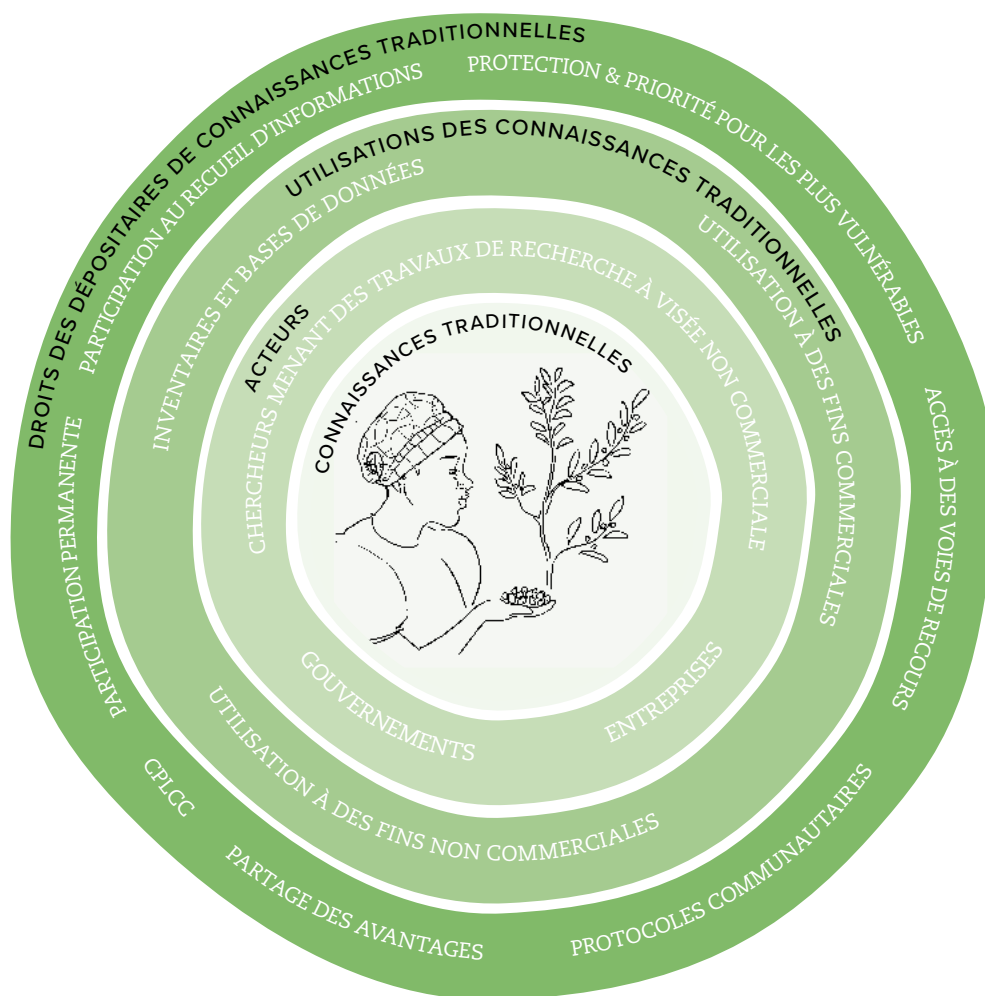 DROITS DES DÉPOSITAIRES DE CONNAISSANCES TRADITIONNELLES
PARTICIPATION AU RECUEIL D'INFORMATIONS
PROTECTION & PRIORITÉ POUR LES PLUS VULNÉRABLES
ACCÈS À DES VOIES DE RECOURS
PROTOCOLES COMMUNAUTAIRES
PARTAGE DES AVANTAGES
CPLCC
PARTICIPATION PERMANENTE
UTILISATIONS DES CONNAISSANCES TRADITIONNELLES
INVENTAIRES ET BASES DE DONNÉES
UTILISATION À DES FINS COMMERCIALES
UTILISATION À DES FINS NON COMMERCIALES
ACTEURS
CHERCHEURS MENANT DES TRAVAUX DE RECHERCHE À VISÉE NON COMMERCIALE
ENTREPRISES
GOUVERNEMENTS
CONNAISSANCES TRADITIONNELLES